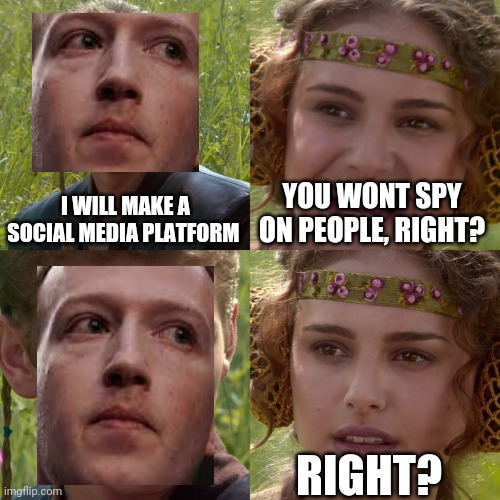 I WILL MAKE A
SOCIAL MEDIA PLATFORM
YOU WONT SPY
ON PEOPLE, RIGHT?
RIGHT?
imgflip.com